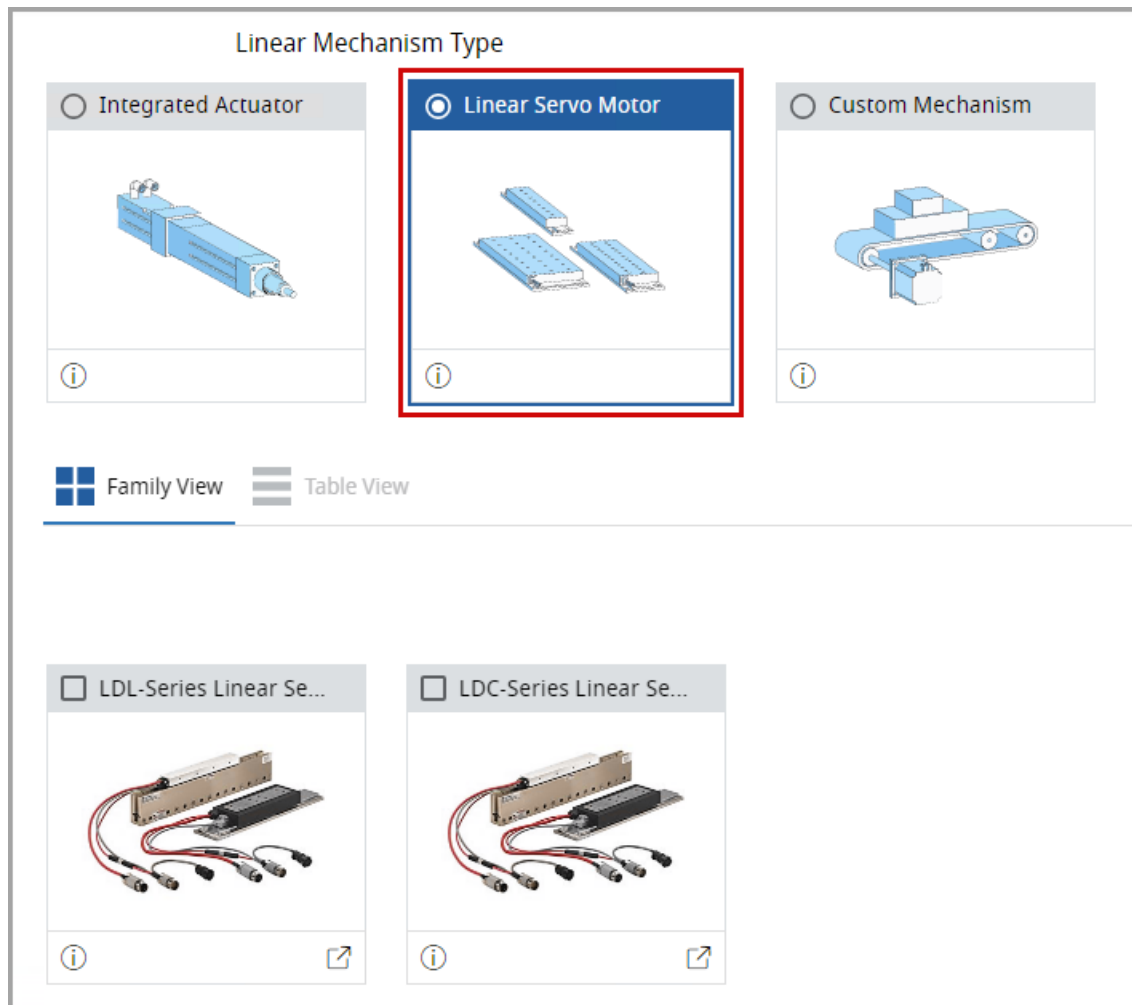 Linear Mechanism Type
Integrated Actuator
Linear Servo Motor
Custom Mechanism
Family View
Table View
LDL-Series Linear Se...
LDC-Series Linear Se...